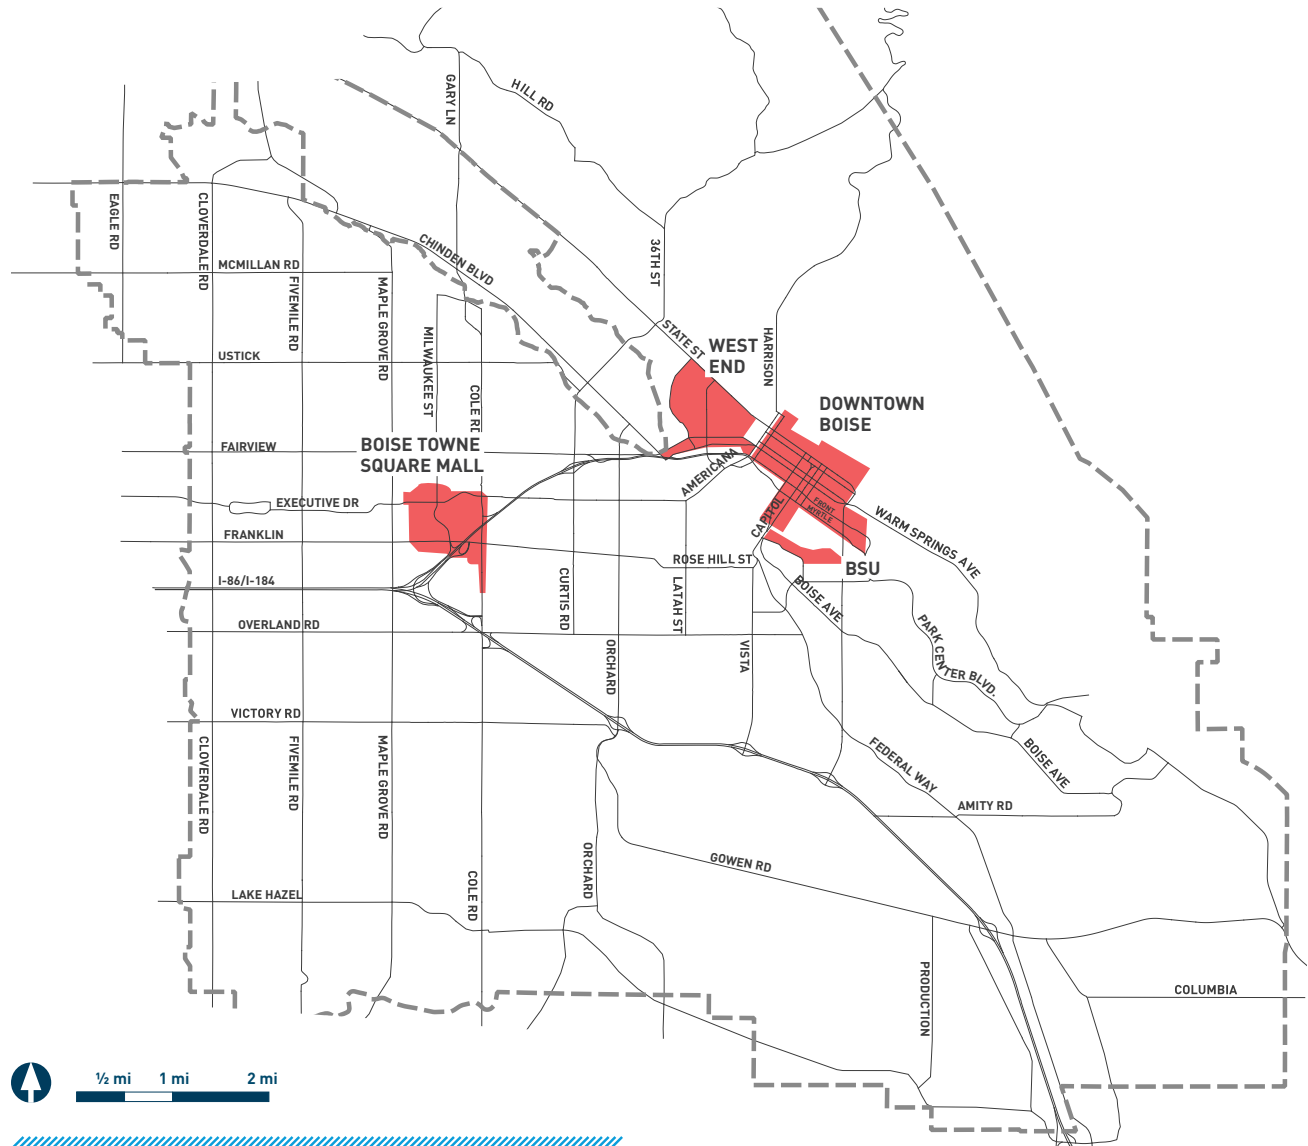 GARY LN
HILL RD
EAGLE RD
CLOVERDALE RD
CHINDEN BLVD
36TH ST
MCMILLAN RD
FIVEMILE RD
MAPLE GROVE RD
MILWAUKEE ST
STATE ST
HARRISON
WEST
END
USTICK
COLE RD
DOWNTOWN
BOISE
BOISE TOWNE
SQUARE MALL
FAIRVIEW
AMERICANA
EXECUTIVE DR
CAPITOL
FRONT
MYRTLE
WARM SPRINGS AVE
FRANKLIN
ROSE HILL ST
BSU
I-86/I-184
CURTIS RD
LATAH ST
BOISE AVE
OVERLAND RD
PARK CENTER BLVD.
ORCHARD
VISTA
VICTORY RD
CLOVERDALE RD
FIVEMILE RD
MAPLE GROVE RD
FEDERAL WAY
BOISE AVE
AMITY RD
GOWEN RD
ORCHARD
LAKE HAZEL
COLE RD
PRODUCTION
COLUMBIA
½ mi 1 mi 2 mi